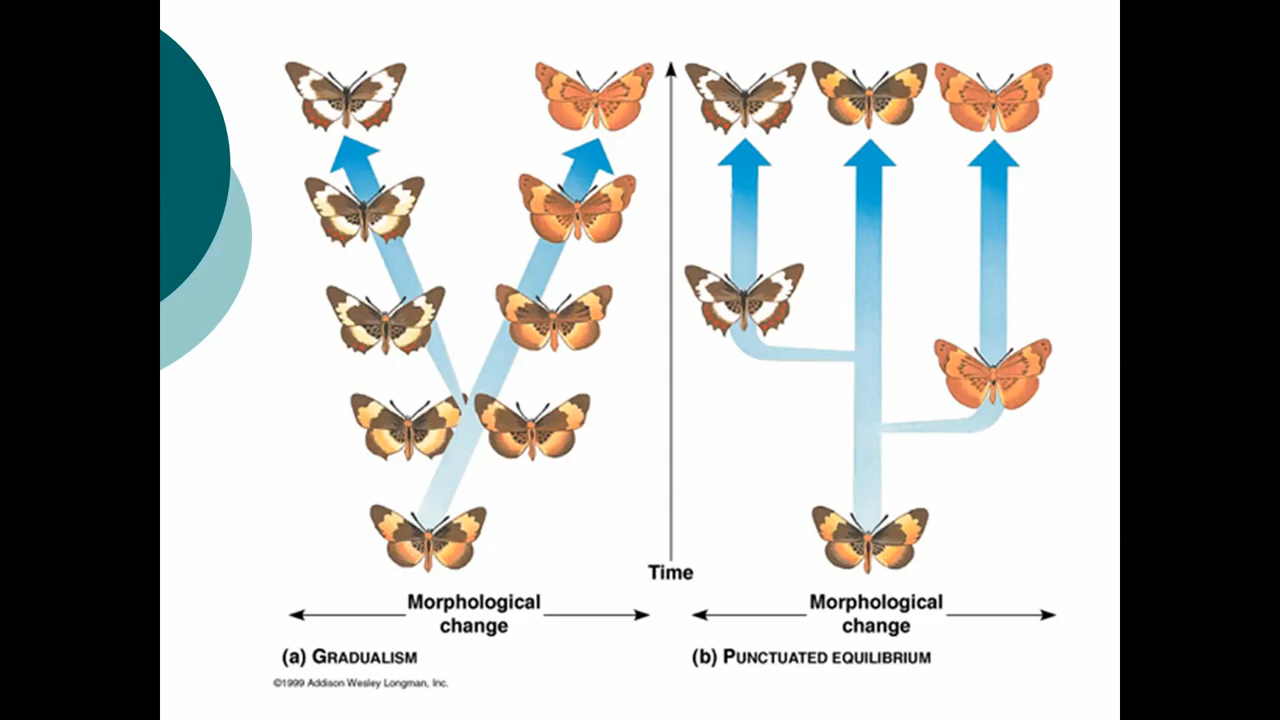 Time
Morphological
change
(a) GRADUALISM
©1999 Addison Wesley Longman, Inc.
Morphological
change
(b) PUNCTUATED EQUILIBRIUM